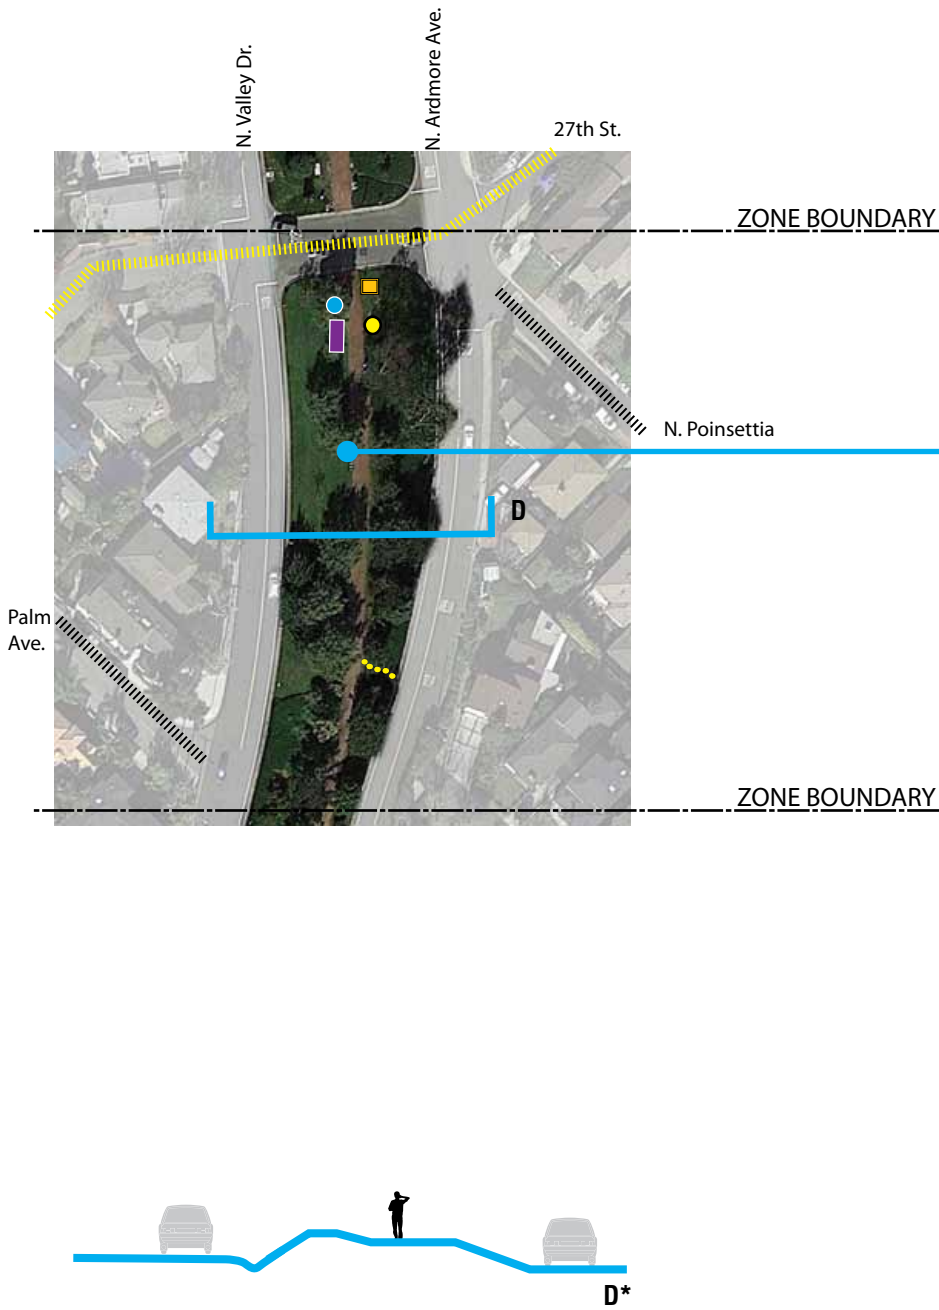 N. Valley Dr.
N. Ardmore Ave.
27th St.
ZONE BOUNDARY
N. Poinsettia
D
Palm
Ave.
ZONE BOUNDARY
D*